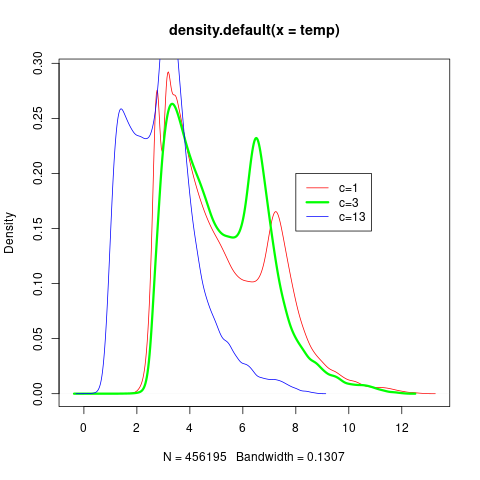 density.default(x = temp)
0.30
0.25
0.20
0.15
0.10
0.05
0.00
Density
c=1
c=3
c=13
0 2 4 6 8 10 12
N = 456195 Bandwidth = 0.1307